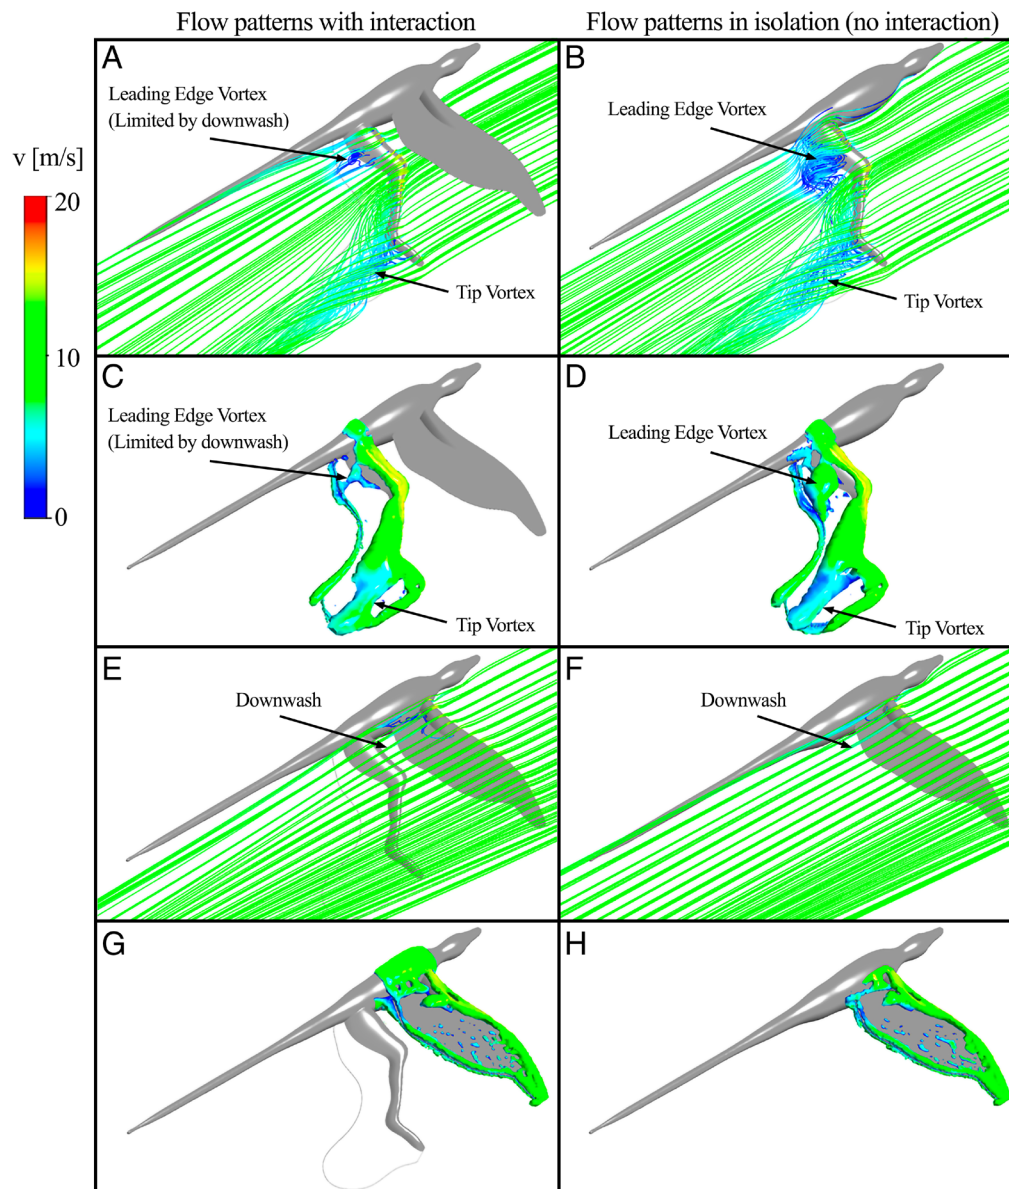 Flow patterns with interaction
Flow patterns in isolation (no interaction)
v [m/s]
20
10
0
A
Leading Edge Vortex
(Limited by downwash)
Tip Vortex
B
Leading Edge Vortex
Tip Vortex
C
Leading Edge Vortex
(Limited by downwash)
Tip Vortex
D
Leading Edge Vortex
Tip Vortex
E
Downwash
F
Downwash
G
H